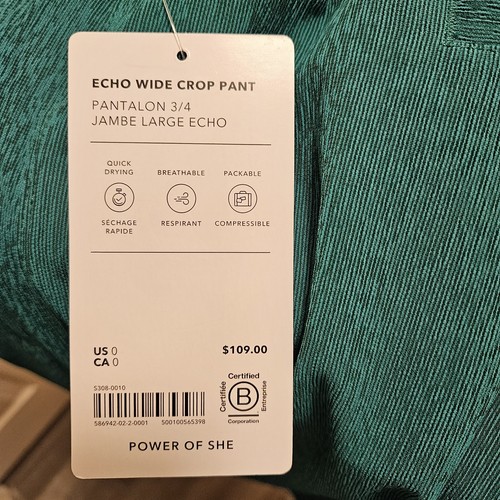 ECHO WIDE CROP PANT
PANTALON 3/4
JAMBE LARGE ECHO
QUICK
DRYING
BREATHABLE
PACKABLE
SÉCHAGE
RAPIDE
RESPIRANT
COMPRESSIBLE
US 0
CA 0
$109.00
5308-0010
586942-02-2-0001 500100565398
Certified
Certifiée
B
Entreprise
Corporation
POWER OF SHE